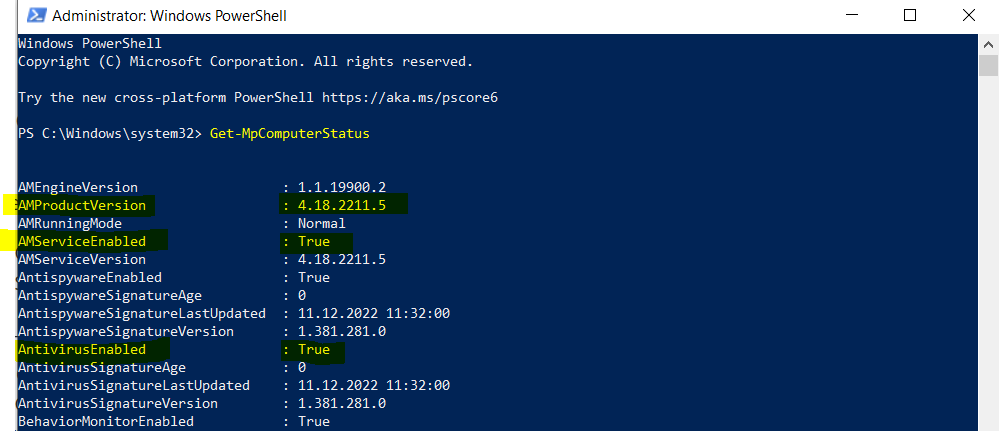 Administrator: Windows PowerShell
Windows PowerShell
Copyright (C) Microsoft Corporation. All rights reserved.
Try the new cross-platform PowerShell https://aka.ms/pscore6
PS C:\Windows\system32> Get-MpComputerStatus
AMEngineVersion : 1.1.19900.2
AMProductVersion : 4.18.2211.5
AMRunningMode : Normal
AMServiceEnabled : True
AMServiceVersion : 4.18.2211.5
AntispywareEnabled : True
AntispywareSignatureAge : 0
AntispywareSignatureLastUpdated : 11.12.2022 11:32:00
AntispywareSignatureVersion : 1.381.281.0
AntivirusEnabled : True
AntivirusSignatureAge : 0
AntivirusSignatureLastUpdated : 11.12.2022 11:32:00
AntivirusSignatureVersion : 1.381.281.0
BehaviorMonitorEnabled : True